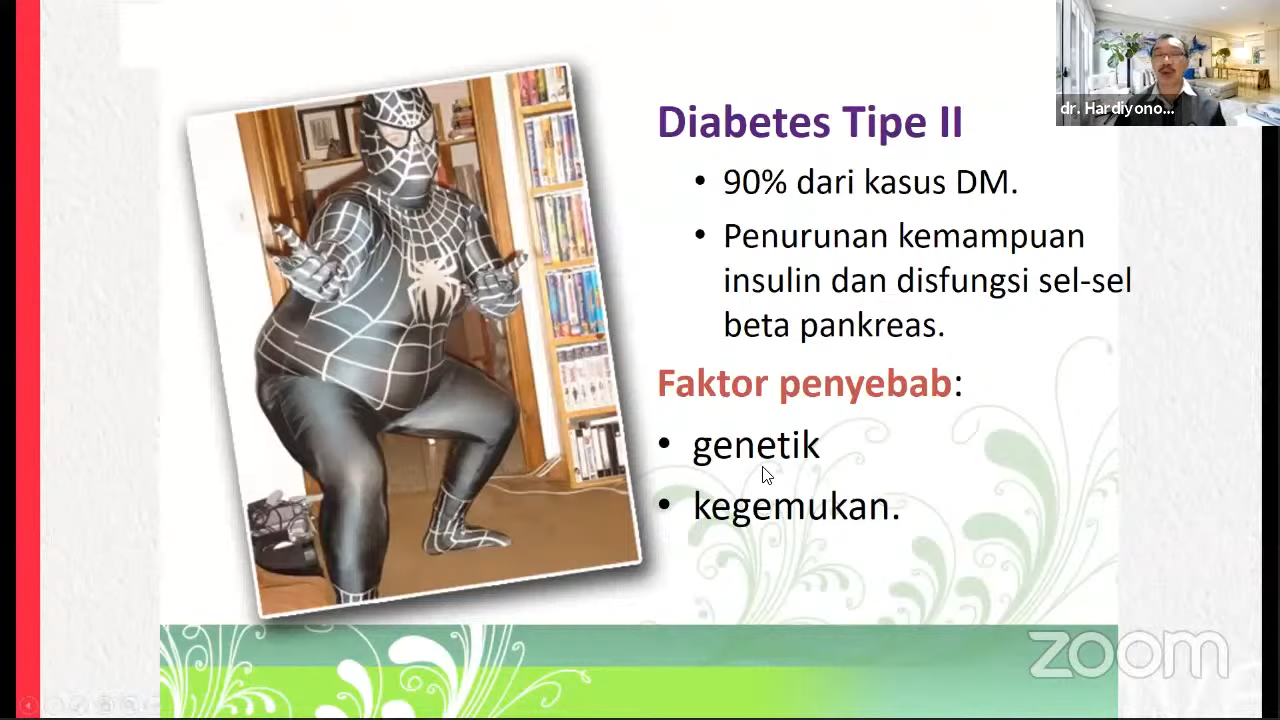 dr. Hardiyono...
Diabetes Tipe II
• 90% dari kasus DM.
• Penurunan kemampuan
insulin dan disfungsi sel-sel
beta pankreas.
Faktor penyebab:
• genetik
• kegemukan.
zoom